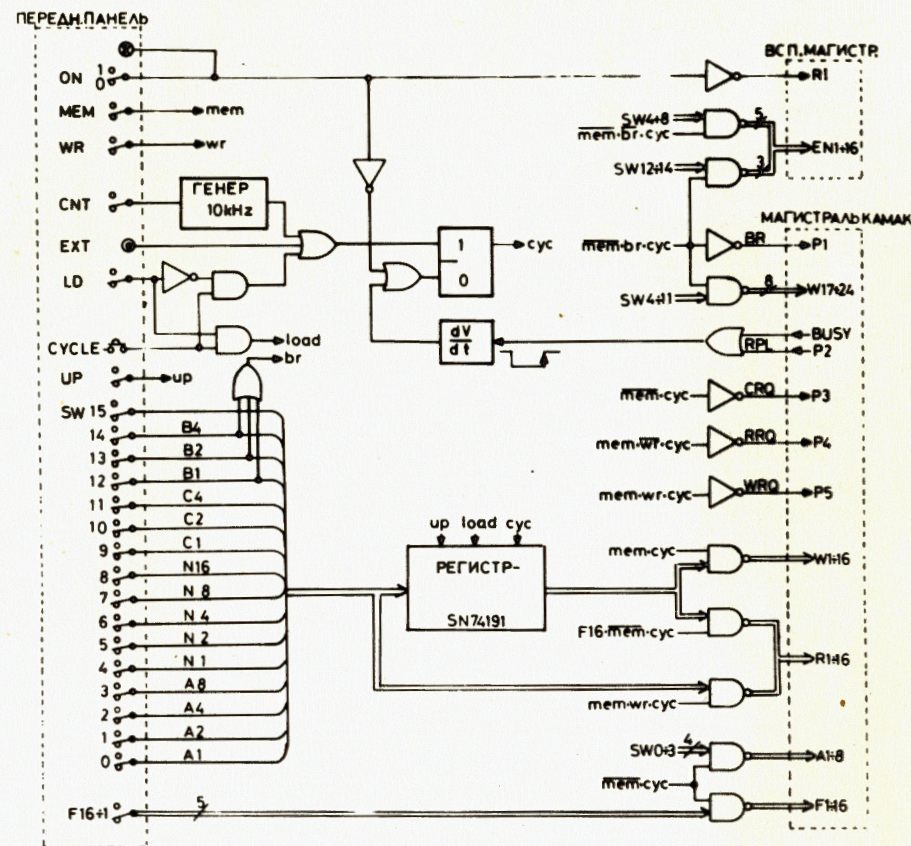 ПЕРЕДН.ПАНЕЛЬ
ВСП.МАГИСТР.
ON 1 0
R1
MEM
mem
WR
wr
SW4÷8
5
mem·br·cyc
EN1÷16
SW12÷14
3
CNT
ГЕНЕР
10kHz
МАГИСТРАЛЬ КАМАК
EXT
1
cyc
mem·br·cyc
BR
P1
LD
0
8
W17÷24
SW4÷11
CYCLE
load
dV
dt
BUSY
RPL
P2
br
UP
up
mem·cyc
CRQ
P3
SW 15
14
B4
mem·wr·cyc
RRQ
P4
13
B2
12
B1
mem·wr·cyc
WRQ
P5
11
C4
10
C2
up load cyc
9
C1
mem·cyc
W1÷16
8
N16
РЕГИСТР-
7
N8
6
N4
SN74191
F16·mem·cyc
5
N2
4
N1
R1÷16
3
A8
mem·wr·cyc
2
A4
1
A2
SW0÷3
4
A1÷8
0
A1
mem·cyc
F16÷1
5
F1÷16